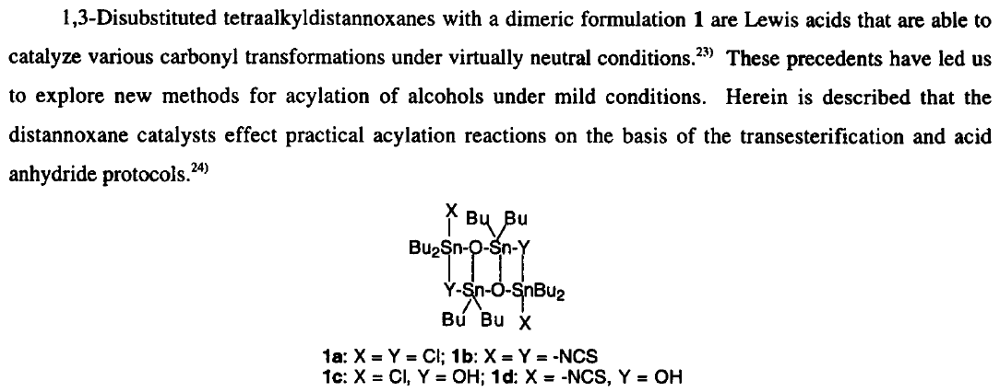 1,3-Disubstituted tetraalkyldistannoxanes with a dimeric formulation 1 are Lewis acids that are able to
catalyze various carbonyl transformations under virtually neutral conditions.23) These precedents have led us
to explore new methods for acylation of alcohols under mild conditions. Herein is described that the
distannoxane catalysts effect practical acylation reactions on the basis of the transesterification and acid
anhydride protocols.24)
X Bu Bu
Bu2Sn-O-Sn-Y
Y-Sn-O-SnBu2
Bu Bu X
1a: X = Y = Cl; 1b: X = Y = -NCS
1c: X = Cl, Y = OH; 1d: X = -NCS, Y = OH